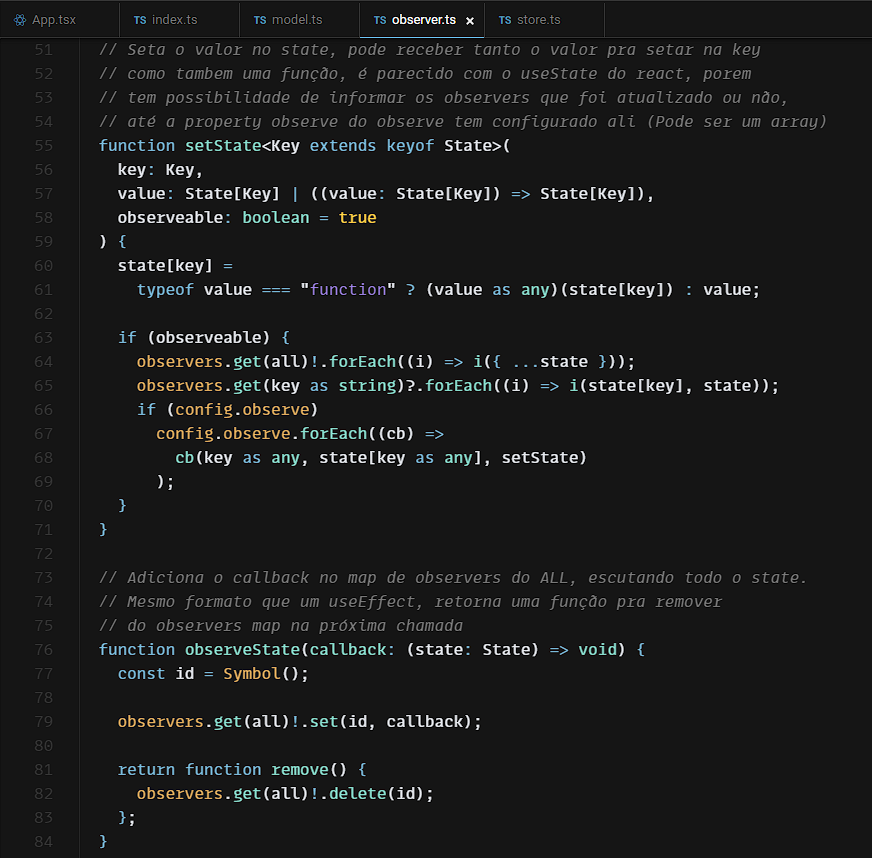 App.tsx TS index.ts TS model.ts TS observer.ts x TS store.ts
51 // Seta o valor no state, pode receber tanto o valor pra setar na key
52 // como tambem uma função, é parecido com o useState do react, porem
53 // tem possibilidade de informar os observers que foi atualizado ou não,
54 // até a property observe do observe tem configurado ali (Pode ser um array)
55 function setState<Key extends keyof State>(
56 key: Key,
57 value: State[Key] | ((value: State[Key]) => State[Key]),
58 observeable: boolean = true
59 ) {
60 state[key] =
61 typeof value === "function" ? (value as any)(state[key]) : value;
62
63 if (observeable) {
64 observers.get(all)!.forEach((i) => i({ ...state }));
65 observers.get(key as string)?.forEach((i) => i(state[key], state));
66 if (config.observe)
67 config.observe.forEach((cb) =>
68 cb(key as any, state[key as any], setState)
69 );
70 }
71 }
72
73 // Adiciona o callback no map de observers do ALL, escutando todo o state.
74 // Mesmo formato que um useEffect, retorna uma função pra remover
75 // do observers map na próxima chamada
76 function observeState(callback: (state: State) => void) {
77 const id = Symbol();
78
79 observers.get(all)!.set(id, callback);
80
81 return function remove() {
82 observers.get(all)!.delete(id);
83 };
84 }